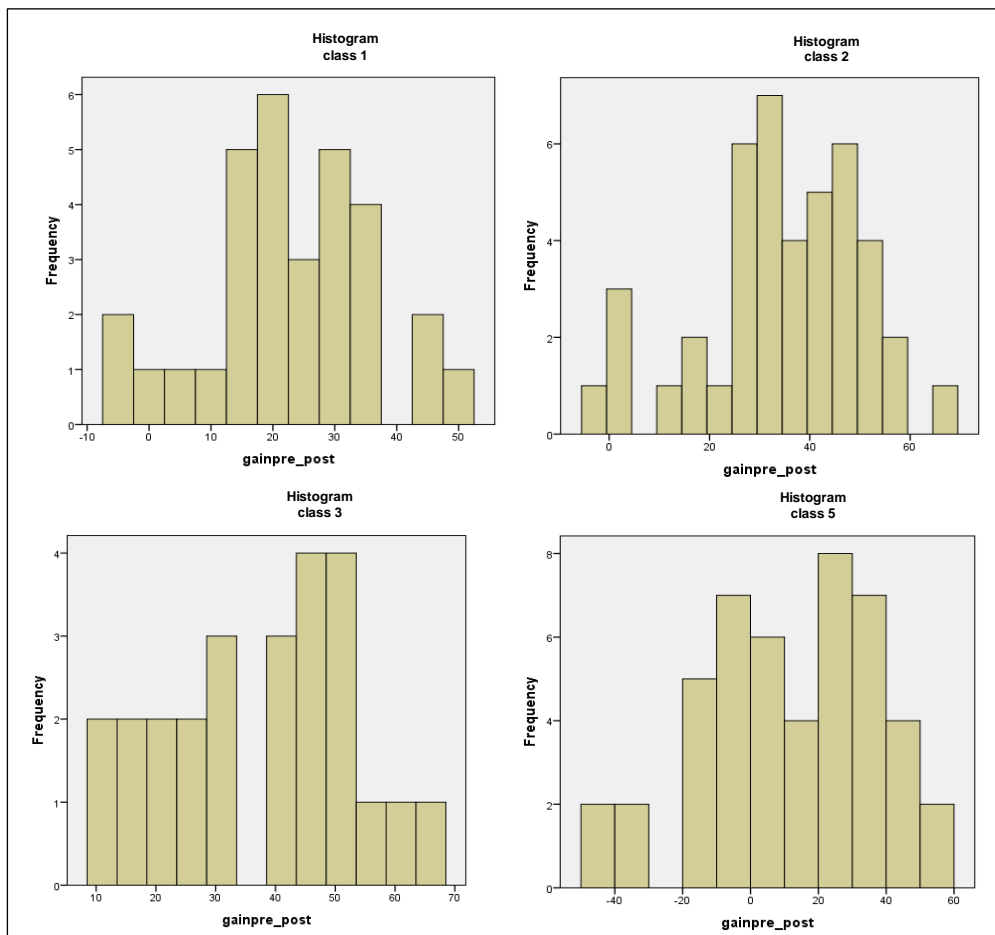 Histogram
class 1
6
5
4
3
2
1
0
Frequency
-10 0 10 20 30 40 50
gainpre_post
Histogram
class 2
6
4
2
0
Frequency
0 20 40 60
gainpre_post
Histogram
class 3
4
3
2
1
0
Frequency
10 20 30 40 50 60 70
gainpre_post
Histogram
class 5
8
6
4
2
0
Frequency
-40 -20 0 20 40 60
gainpre_post